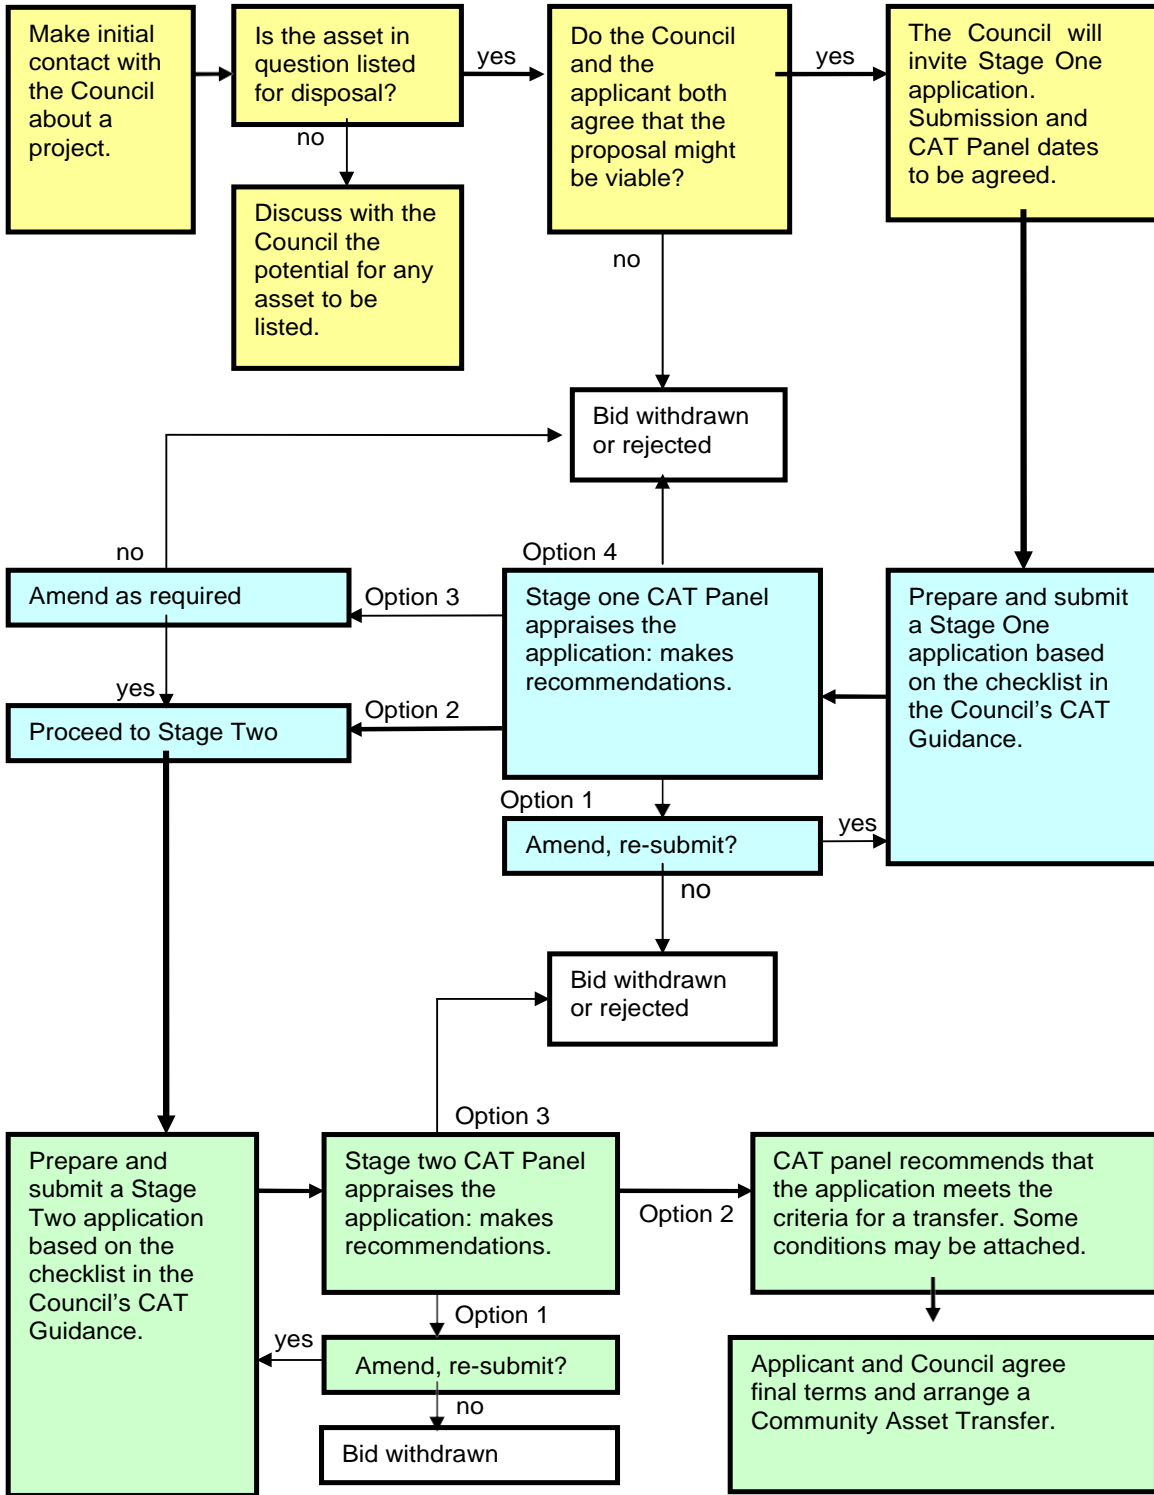 Make initial
contact with
the Council
about a
project.
Is the asset in
question listed
for disposal?
yes
no
Discuss with the
Council the
potential for any
asset to be
listed.
Do the Council
and the
applicant both
agree that the
proposal might
be viable?
yes
no
The Council will
invite Stage One
application.
Submission and
CAT Panel dates
to be agreed.
Bid withdrawn
or rejected
no
Amend as required
yes
Proceed to Stage Two
Option 4
Option 3
Option 2
Stage one CAT Panel
appraises the
application: makes
recommendations.
Option 1
Amend, re-submit?
yes
no
Prepare and submit
a Stage One
application based
on the checklist in
the Council’s CAT
Guidance.
Bid withdrawn
or rejected
Prepare and
submit a Stage
Two application
based on the
checklist in the
Council’s CAT
Guidance.
Option 3
Stage two CAT Panel
appraises the
application: makes
recommendations.
Option 2
Option 1
yes
Amend, re-submit?
no
Bid withdrawn
CAT panel recommends that
the application meets the
criteria for a transfer. Some
conditions may be attached.
Applicant and Council agree
final terms and arrange a
Community Asset Transfer.